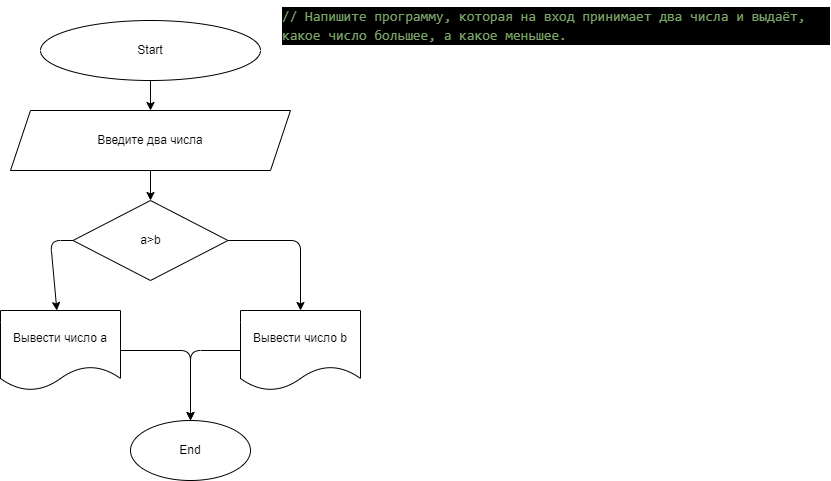 // Напишите программу, которая на вход принимает два числа и выдаёт,
какое число большее, а какое меньшее.
Start
Введите два числа
a>b
Вывести число a
Вывести число b
End